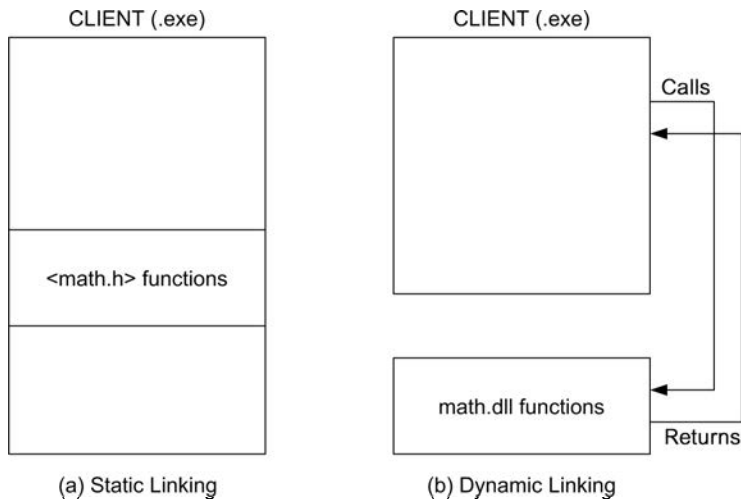 CLIENT (.exe)
<math.h> functions
(a) Static Linking
CLIENT (.exe)
Calls
math.dll functions
Returns
(b) Dynamic Linking